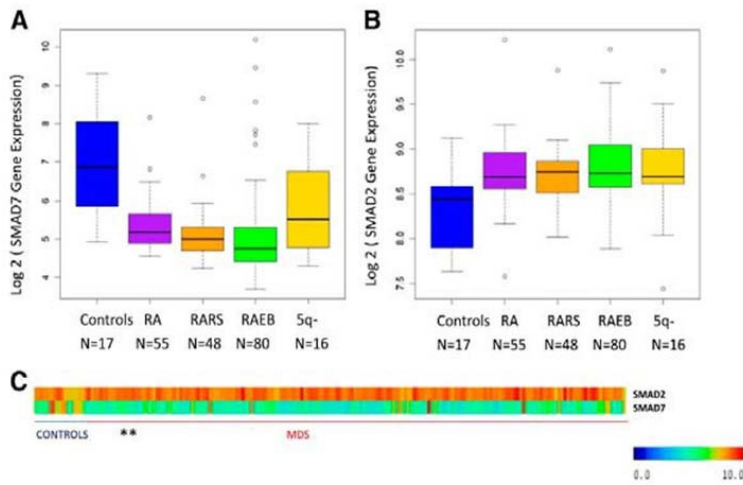 A
B
Log 2 ( SMAD7 Gene Expression)
10
9
8
7
6
5
4
Controls RA RARS RAEB 5q-
N=17 N=55 N=48 N=80 N=16
Log 2 ( SMAD2 Gene Expression)
10.0
9.5
9.0
8.5
8.0
7.5
Controls RA RARS RAEB 5q-
N=17 N=55 N=48 N=80 N=16
C
SMAD2
SMAD7
CONTROLS ** MDS
0.0 10.0